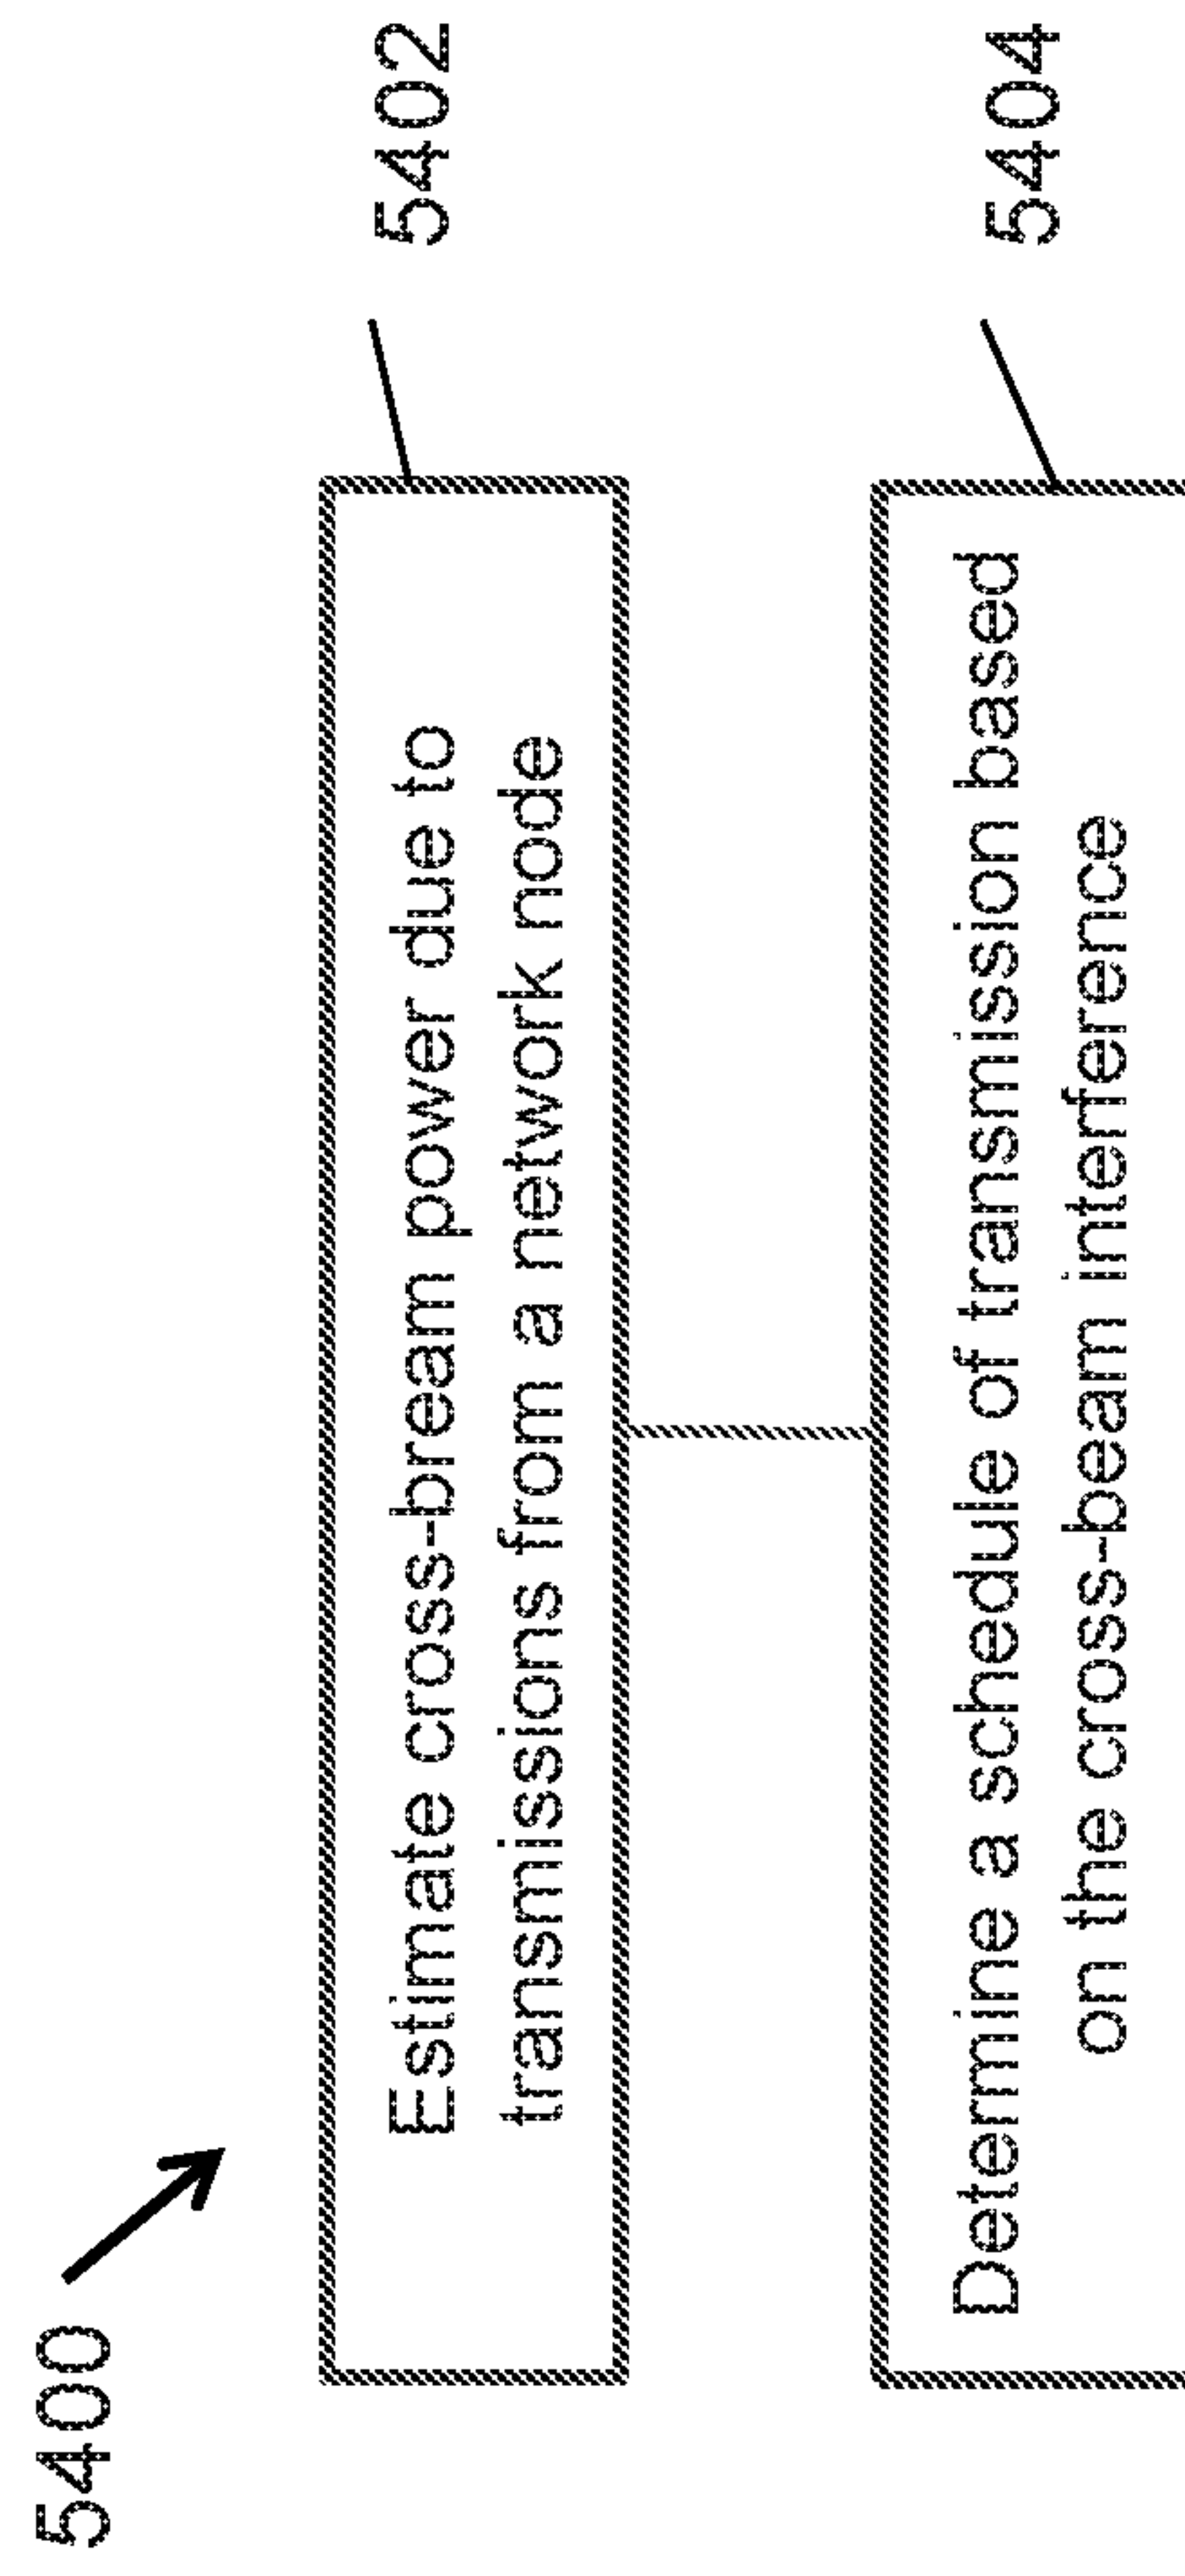 5400
Estimate cross-bream power due to
transmissions from a network node
5402
Determine a schedule of transmission based
on the cross-beam interference
5404